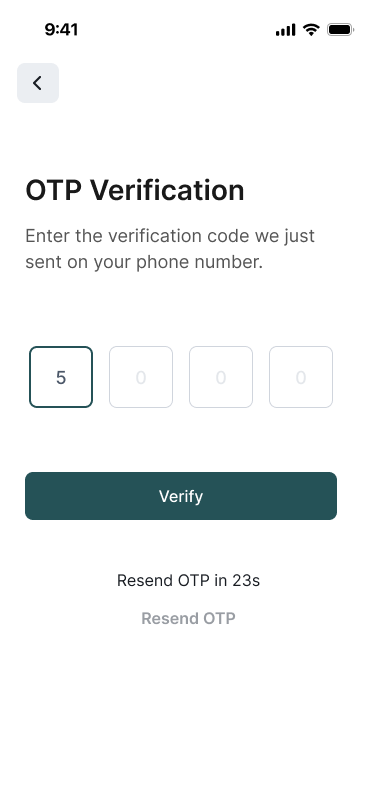 9:41
OTP Verification
Enter the verification code we just
sent on your phone number.
5 0 0 0
Verify
Resend OTP in 23s
Resend OTP